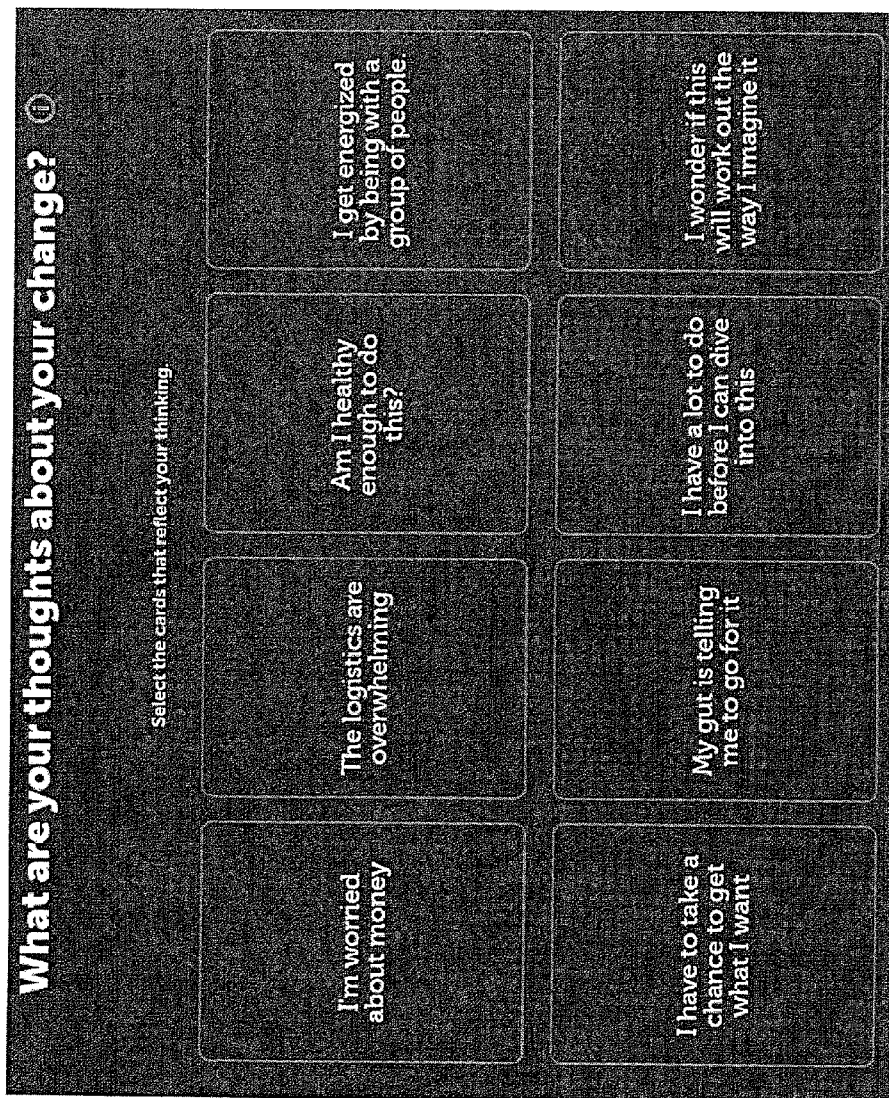 What are your thoughts about your change? ⓘ
Select the cards that reflect your thinking.
I'm worried
about money
The logistics are
overwhelming
Am I healthy
enough to do
this?
I get energized
by being with a
group of people.
I have to take a
chance to get
what I want
My gut is telling
me to go for it
I have a lot to do
before I can dive
into this
I wonder if this
will work out the
way I imagine it